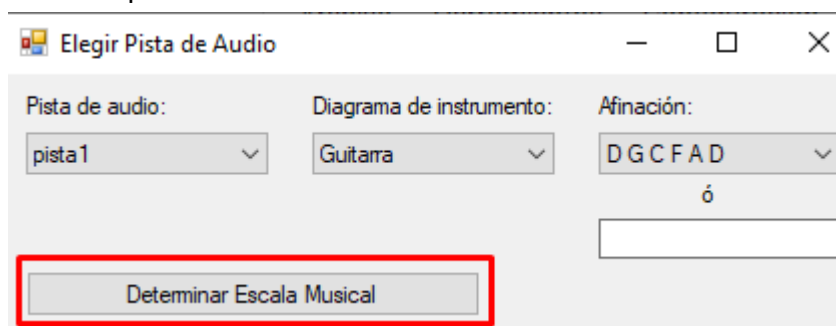 Elegir Pista de Audio
Pista de audio: Diagrama de instrumento: Afinación:
pista1 Guitarra D G C F A D
ó
Determinar Escala Musical